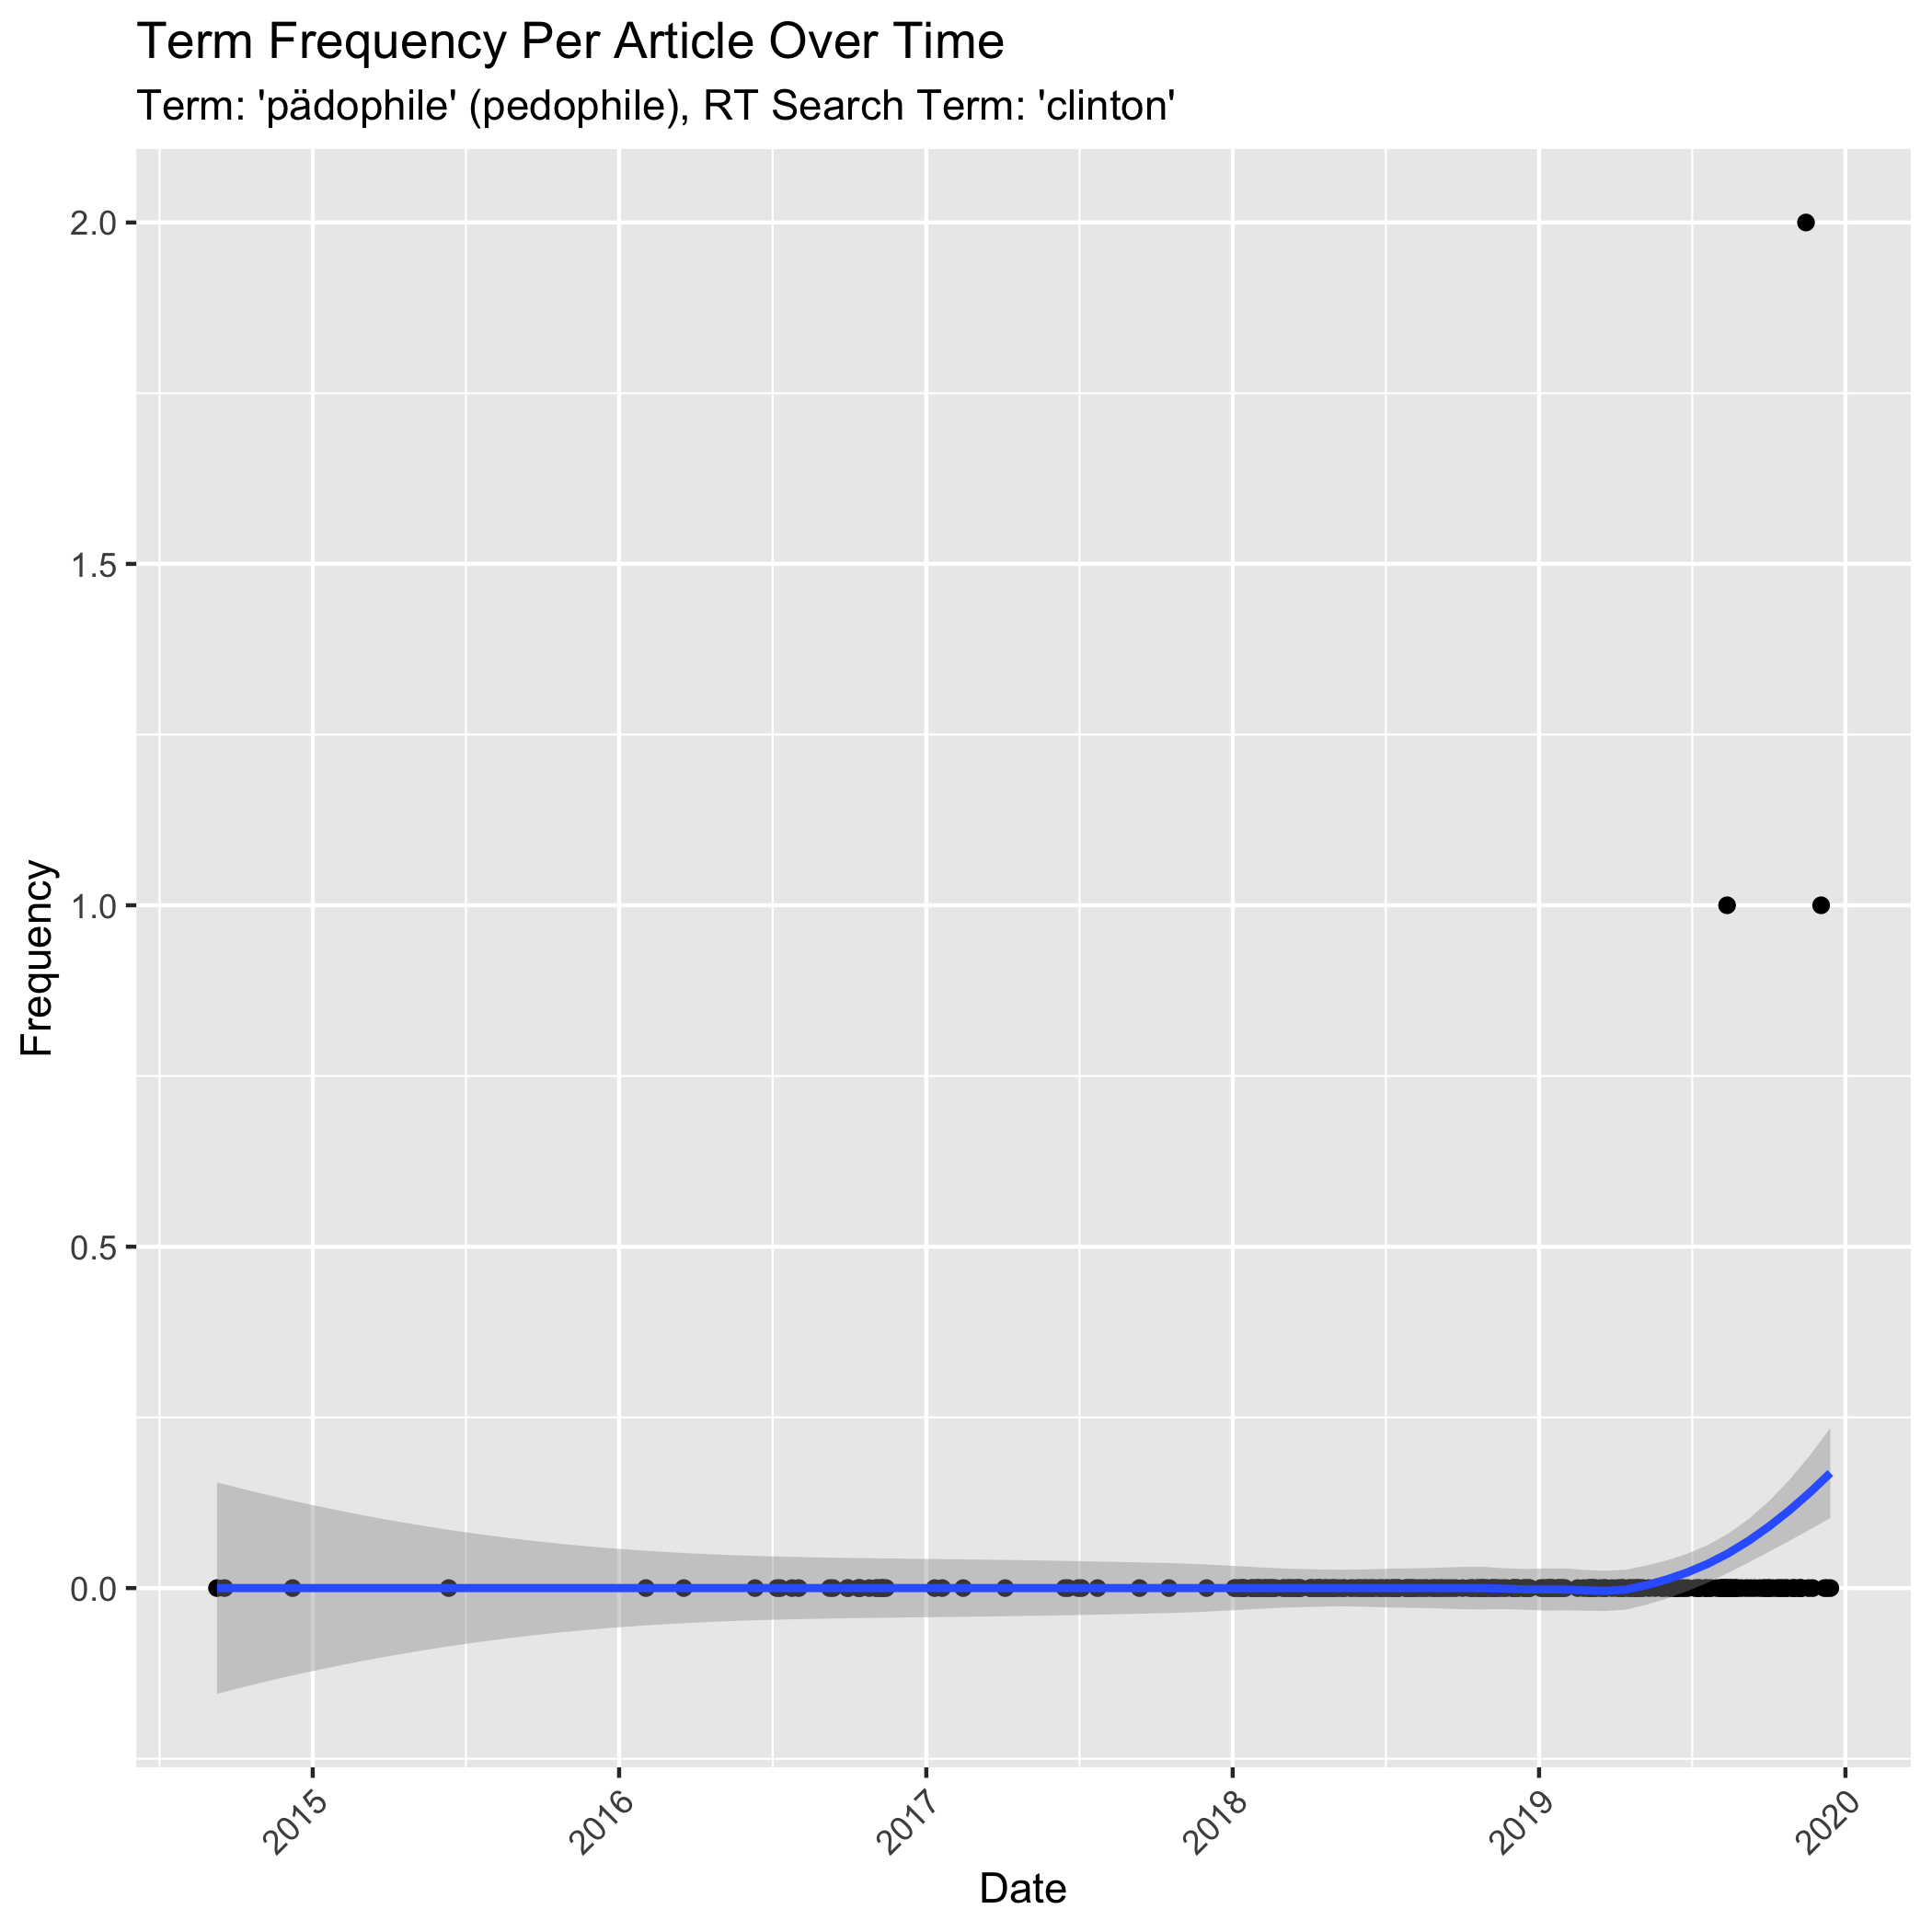 Term Frequency Per Article Over Time
Term: 'pädophile' (pedophile), RT Search Term: 'clinton'
2.0
1.5
1.0
0.5
0.0
Frequency
2015
2016
2017
2018
2019
2020
Date